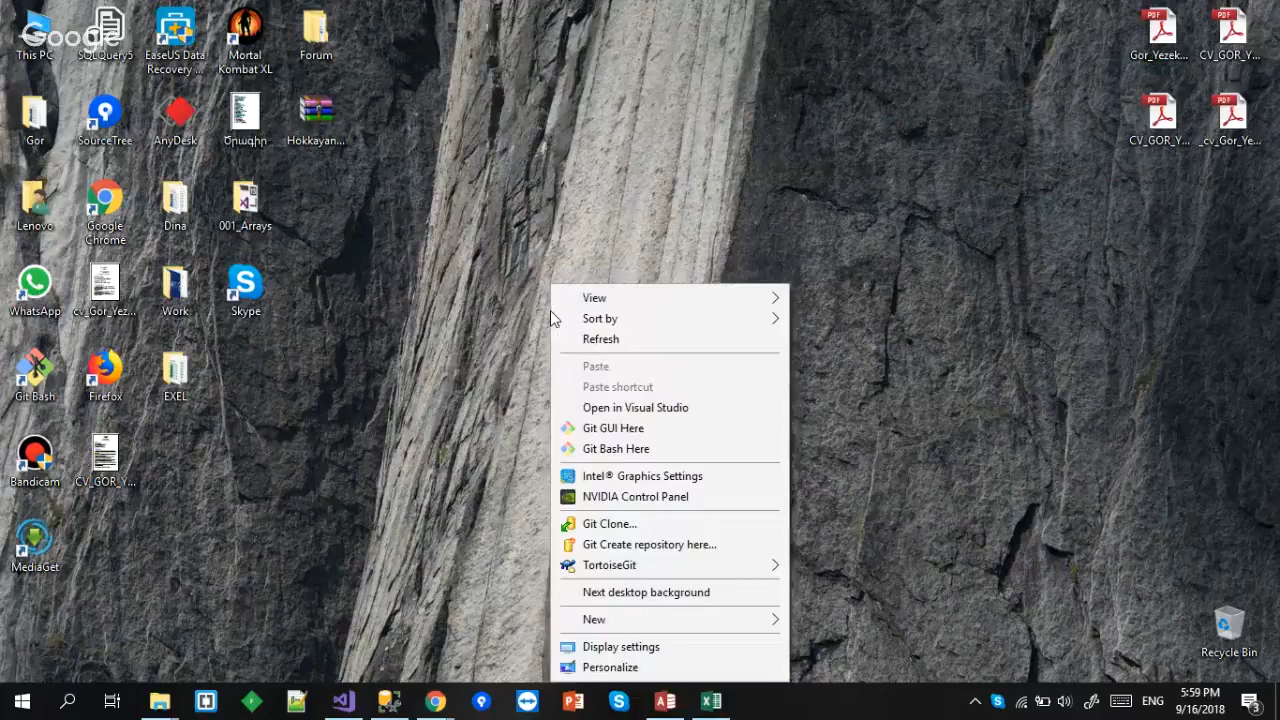 Google
This PC
SQLQuery5
EaseUS Data
Recovery ...
Mortal
Kombat XL
Forum
Gor_Yezek...
CV_GOR_Y...
Gor
SourceTree
AnyDesk
Ծրագիր
Hokkayan...
CV_GOR_Y...
_cv_Gor_Ye...
Lenovo
Google
Chrome
Dina
001_Arrays
WhatsApp
cv_Gor_Yez...
Work
Skype
Git Bash
Firefox
EXEL
Bandicam
CV_GOR_Y...
MediaGet
View
Sort by
Refresh
Paste
Paste shortcut
Open in Visual Studio
Git GUI Here
Git Bash Here
Intel® Graphics Settings
NVIDIA Control Panel
Git Clone...
Git Create repository here...
TortoiseGit
Next desktop background
New
Display settings
Personalize
Recycle Bin
ENG
5:59 PM
9/16/2018
3